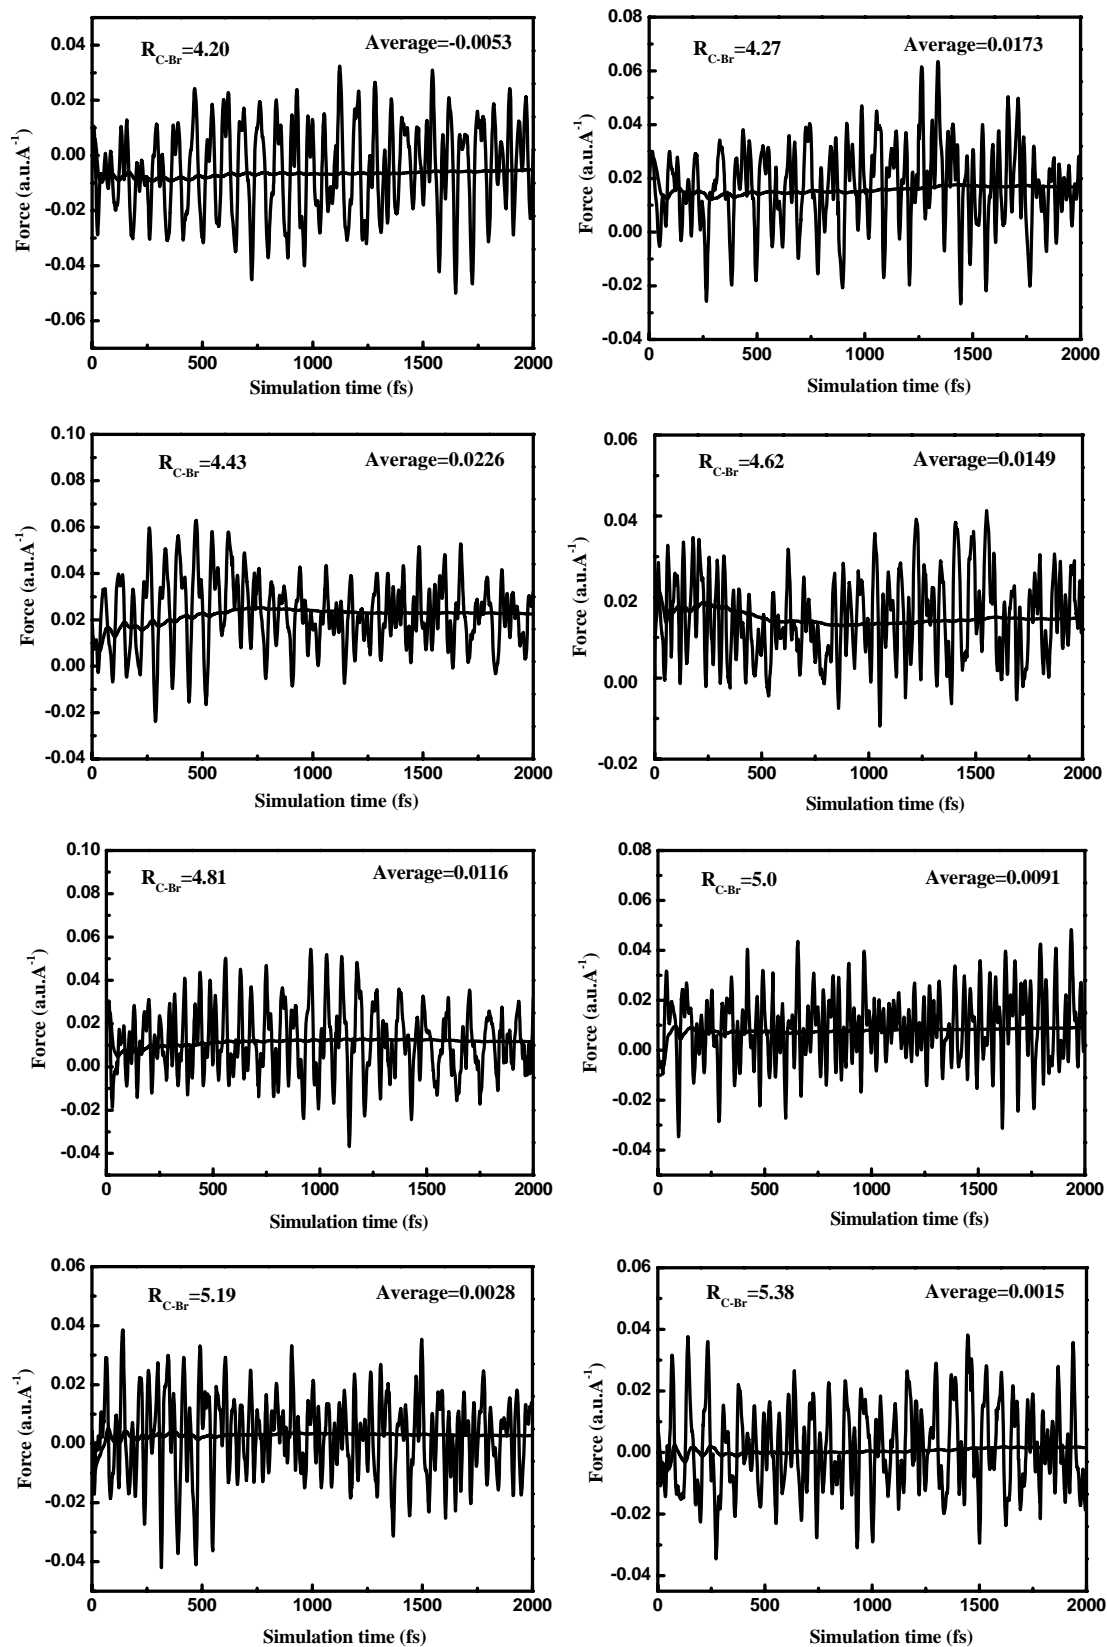 R_C-Br=4.20 Average=-0.0053
0.04
0.02
0.00
-0.02
-0.04
-0.06
Force (a.u.A^-1)
0 500 1000 1500 2000
Simulation time (fs)
R_C-Br=4.27 Average=0.0173
0.08
0.06
0.04
0.02
0.00
-0.02
-0.04
Force (a.u.A^-1)
0 500 1000 1500 2000
Simulation time (fs)
R_C-Br=4.43 Average=0.0226
0.10
0.08
0.06
0.04
0.02
0.00
-0.02
-0.04
Force (a.u.A^-1)
0 500 1000 1500 2000
Simulation time (fs)
R_C-Br=4.62 Average=0.0149
0.06
0.04
0.02
0.00
-0.02
Force (a.u.A^-1)
0 500 1000 1500 2000
Simulation time (fs)
R_C-Br=4.81 Average=0.0116
0.10
0.08
0.06
0.04
0.02
0.00
-0.02
-0.04
Force (a.u.A^-1)
0 500 1000 1500 2000
Simulation time (fs)
R_C-Br=5.0 Average=0.0091
0.08
0.06
0.04
0.02
0.00
-0.02
-0.04
Force (a.u.A^-1)
0 500 1000 1500 2000
Simulation time (fs)
R_C-Br=5.19 Average=0.0028
0.06
0.04
0.02
0.00
-0.02
-0.04
Force (a.u.A^-1)
0 500 1000 1500 2000
Simulation time (fs)
R_C-Br=5.38 Average=0.0015
0.06
0.04
0.02
0.00
-0.02
-0.04
Force (a.u.A^-1)
0 500 1000 1500 2000
Simulation time (fs)